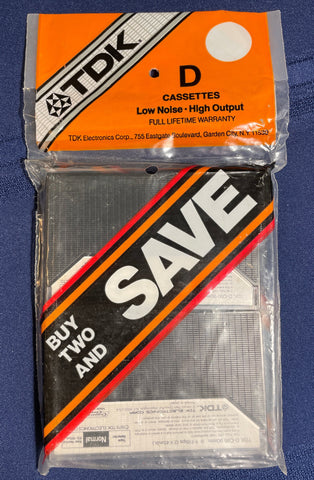 TDK
D
CASSETTES
Low Noise · High Output
FULL LIFETIME WARRANTY
TDK Electronics Corp., 755 Eastgate Boulevard, Garden City, N.Y. 11530
BUY
TWO
AND
SAVE
TDK
Normal
TDK